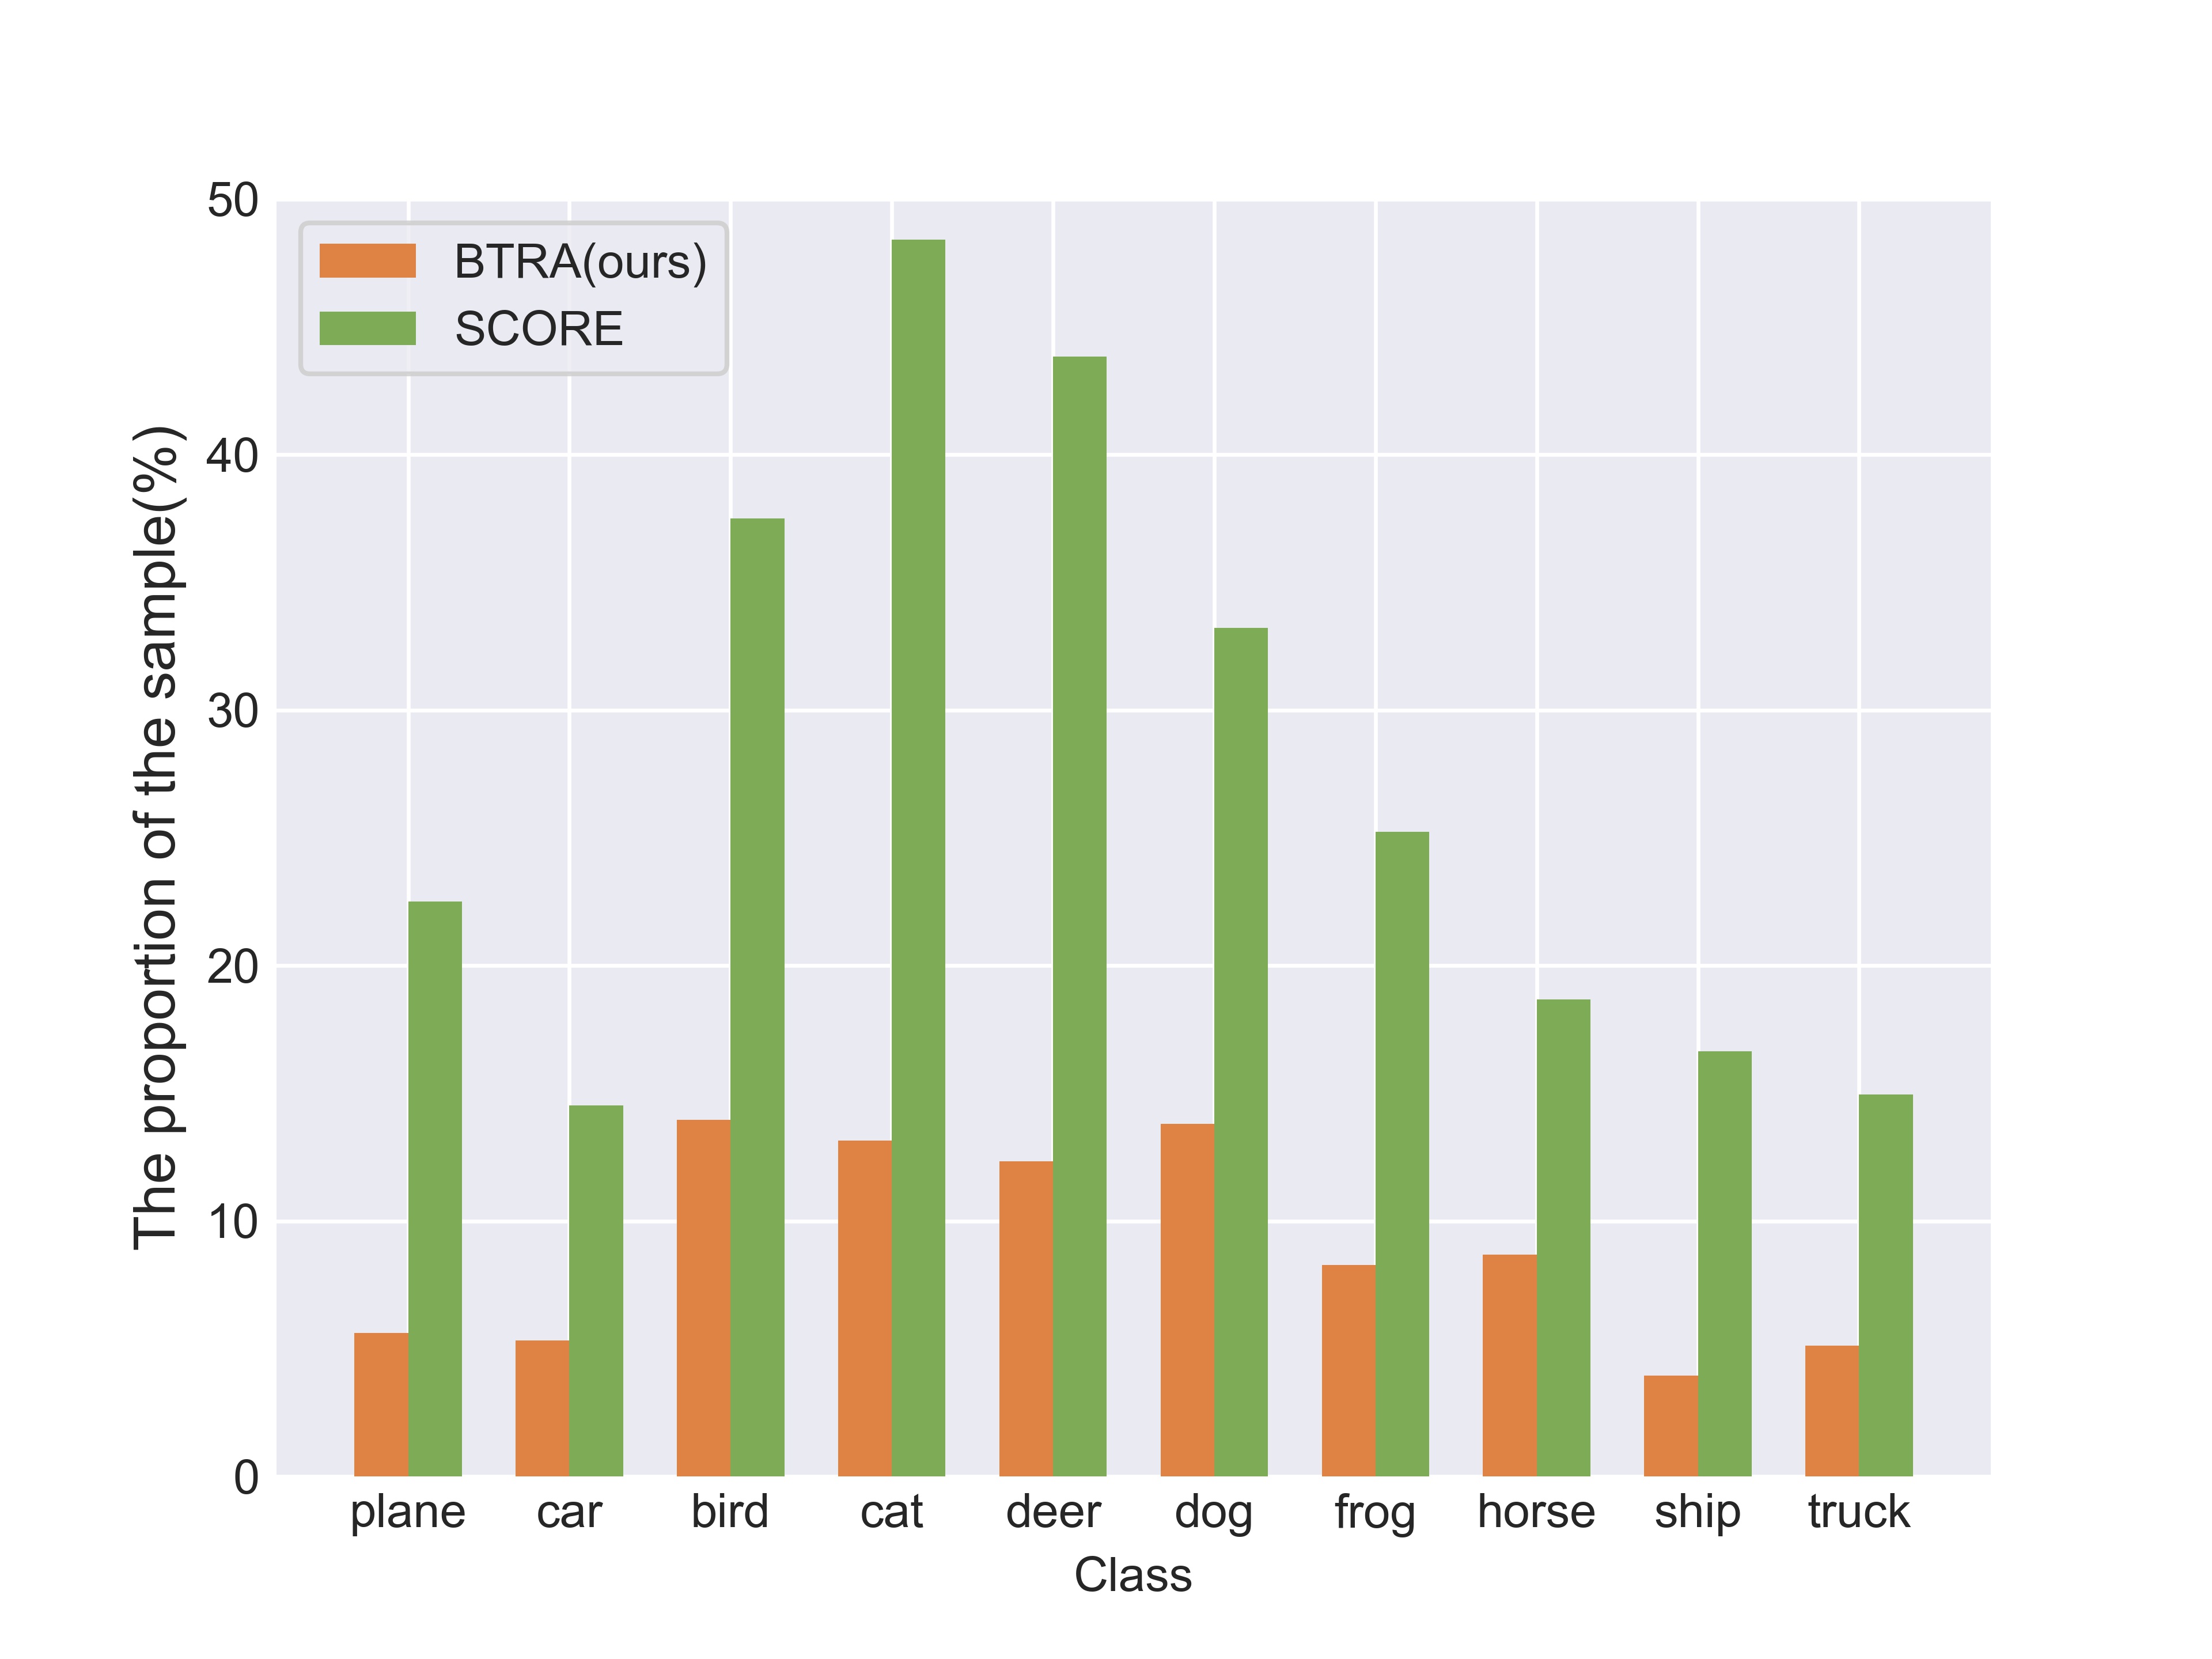 50
40
30
20
10
0
The proportion of the sample(%)
BTRA(ours)
SCORE
plane car bird cat deer dog frog horse ship truck
Class